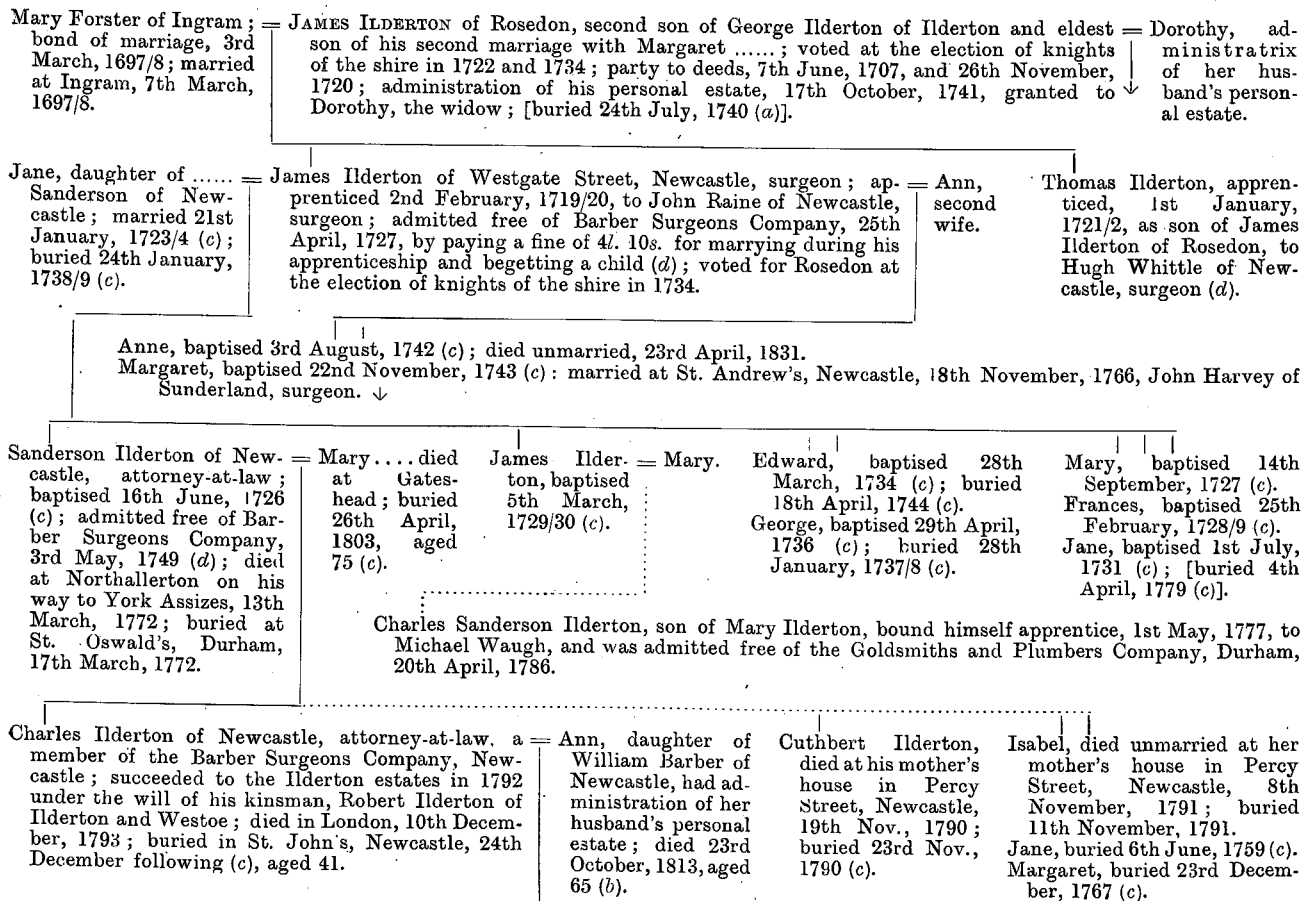 Mary Forster of Ingram;
bond of marriage, 3rd
March, 1697/8; married
at Ingram, 7th March,
1697/8.
= JAMES ILDERTON of Rosedon, second son of George Ilderton of Ilderton and eldest
son of his second marriage with Margaret ......; voted at the election of knights
of the shire in 1722 and 1734; party to deeds, 7th June, 1707, and 26th November,
1720; administration of his personal estate, 17th October, 1741, granted to
Dorothy, the widow; [buried 24th July, 1740 (a)].
= Dorothy, ad-
ministratrix
of her hus-
band's person-
al estate.
Jane, daughter of ......
Sanderson of New-
castle; married 21st
January, 1723/4 (c);
buried 24th January,
1738/9 (c).
= James Ilderton of Westgate Street, Newcastle, surgeon; ap-
prenticed 2nd February, 1719/20, to John Raine of Newcastle,
surgeon; admitted free of Barber Surgeons Company, 25th
April, 1727, by paying a fine of 4l. 10s. for marrying during his
apprenticeship and begetting a child (d); voted for Rosedon at
the election of knights of the shire in 1734.
= Ann,
second
wife.
Thomas Ilderton, appren-
ticed, 1st January,
1721/2, as son of James
Ilderton of Rosedon, to
Hugh Whittle of New-
castle, surgeon (d).
Anne, baptised 3rd August, 1742 (c); died unmarried, 23rd April, 1831.
Margaret, baptised 22nd November, 1743 (c): married at St. Andrew's, Newcastle, 18th November, 1766, John Harvey of
Sunderland, surgeon. ↓
Sanderson Ilderton of New-
castle, attorney-at-law;
baptised 16th June, 1726
(c); admitted free of Bar-
ber Surgeons Company,
3rd May, 1749 (d); died
at Northallerton on his
way to York Assizes, 13th
March, 1772; buried at
St. Oswald's, Durham,
17th March, 1772.
= Mary .... died
at Gates-
head; buried
26th April,
1803, aged
75 (c).
James Ilder-
ton, baptised
5th March,
1729/30 (c).
= Mary.
Edward, baptised 28th
March, 1734 (c); buried
18th April, 1744 (c).
George, baptised 29th April,
1736 (c); buried 28th
January, 1737/8 (c).
Mary, baptised 14th
September, 1727 (c).
Frances, baptised 25th
February, 1728/9 (c).
Jane, baptised 1st July,
1731 (c); [buried 4th
April, 1779 (c)].
Charles Sanderson Ilderton, son of Mary Ilderton, bound himself apprentice, 1st May, 1777, to
Michael Waugh, and was admitted free of the Goldsmiths and Plumbers Company, Durham,
20th April, 1786.
Charles Ilderton of Newcastle, attorney-at-law, a
member of the Barber Surgeons Company, New-
castle; succeeded to the Ilderton estates in 1792
under the will of his kinsman, Robert Ilderton of
Ilderton and Westoe; died in London, 10th Decem-
ber, 1793; buried in St. John's, Newcastle, 24th
December following (c), aged 41.
= Ann, daughter of
William Barber of
Newcastle, had ad-
ministration of her
husband's personal
estate; died 23rd
October, 1813, aged
65 (b).
Cuthbert Ilderton,
died at his mother's
house in Percy
Street, Newcastle,
19th Nov., 1790;
buried 23rd Nov.,
1790 (c).
Isabel, died unmarried at her
mother's house in Percy
Street, Newcastle, 8th
November, 1791; buried
11th November, 1791.
Jane, buried 6th June, 1759 (c).
Margaret, buried 23rd Decem-
ber, 1767 (c).